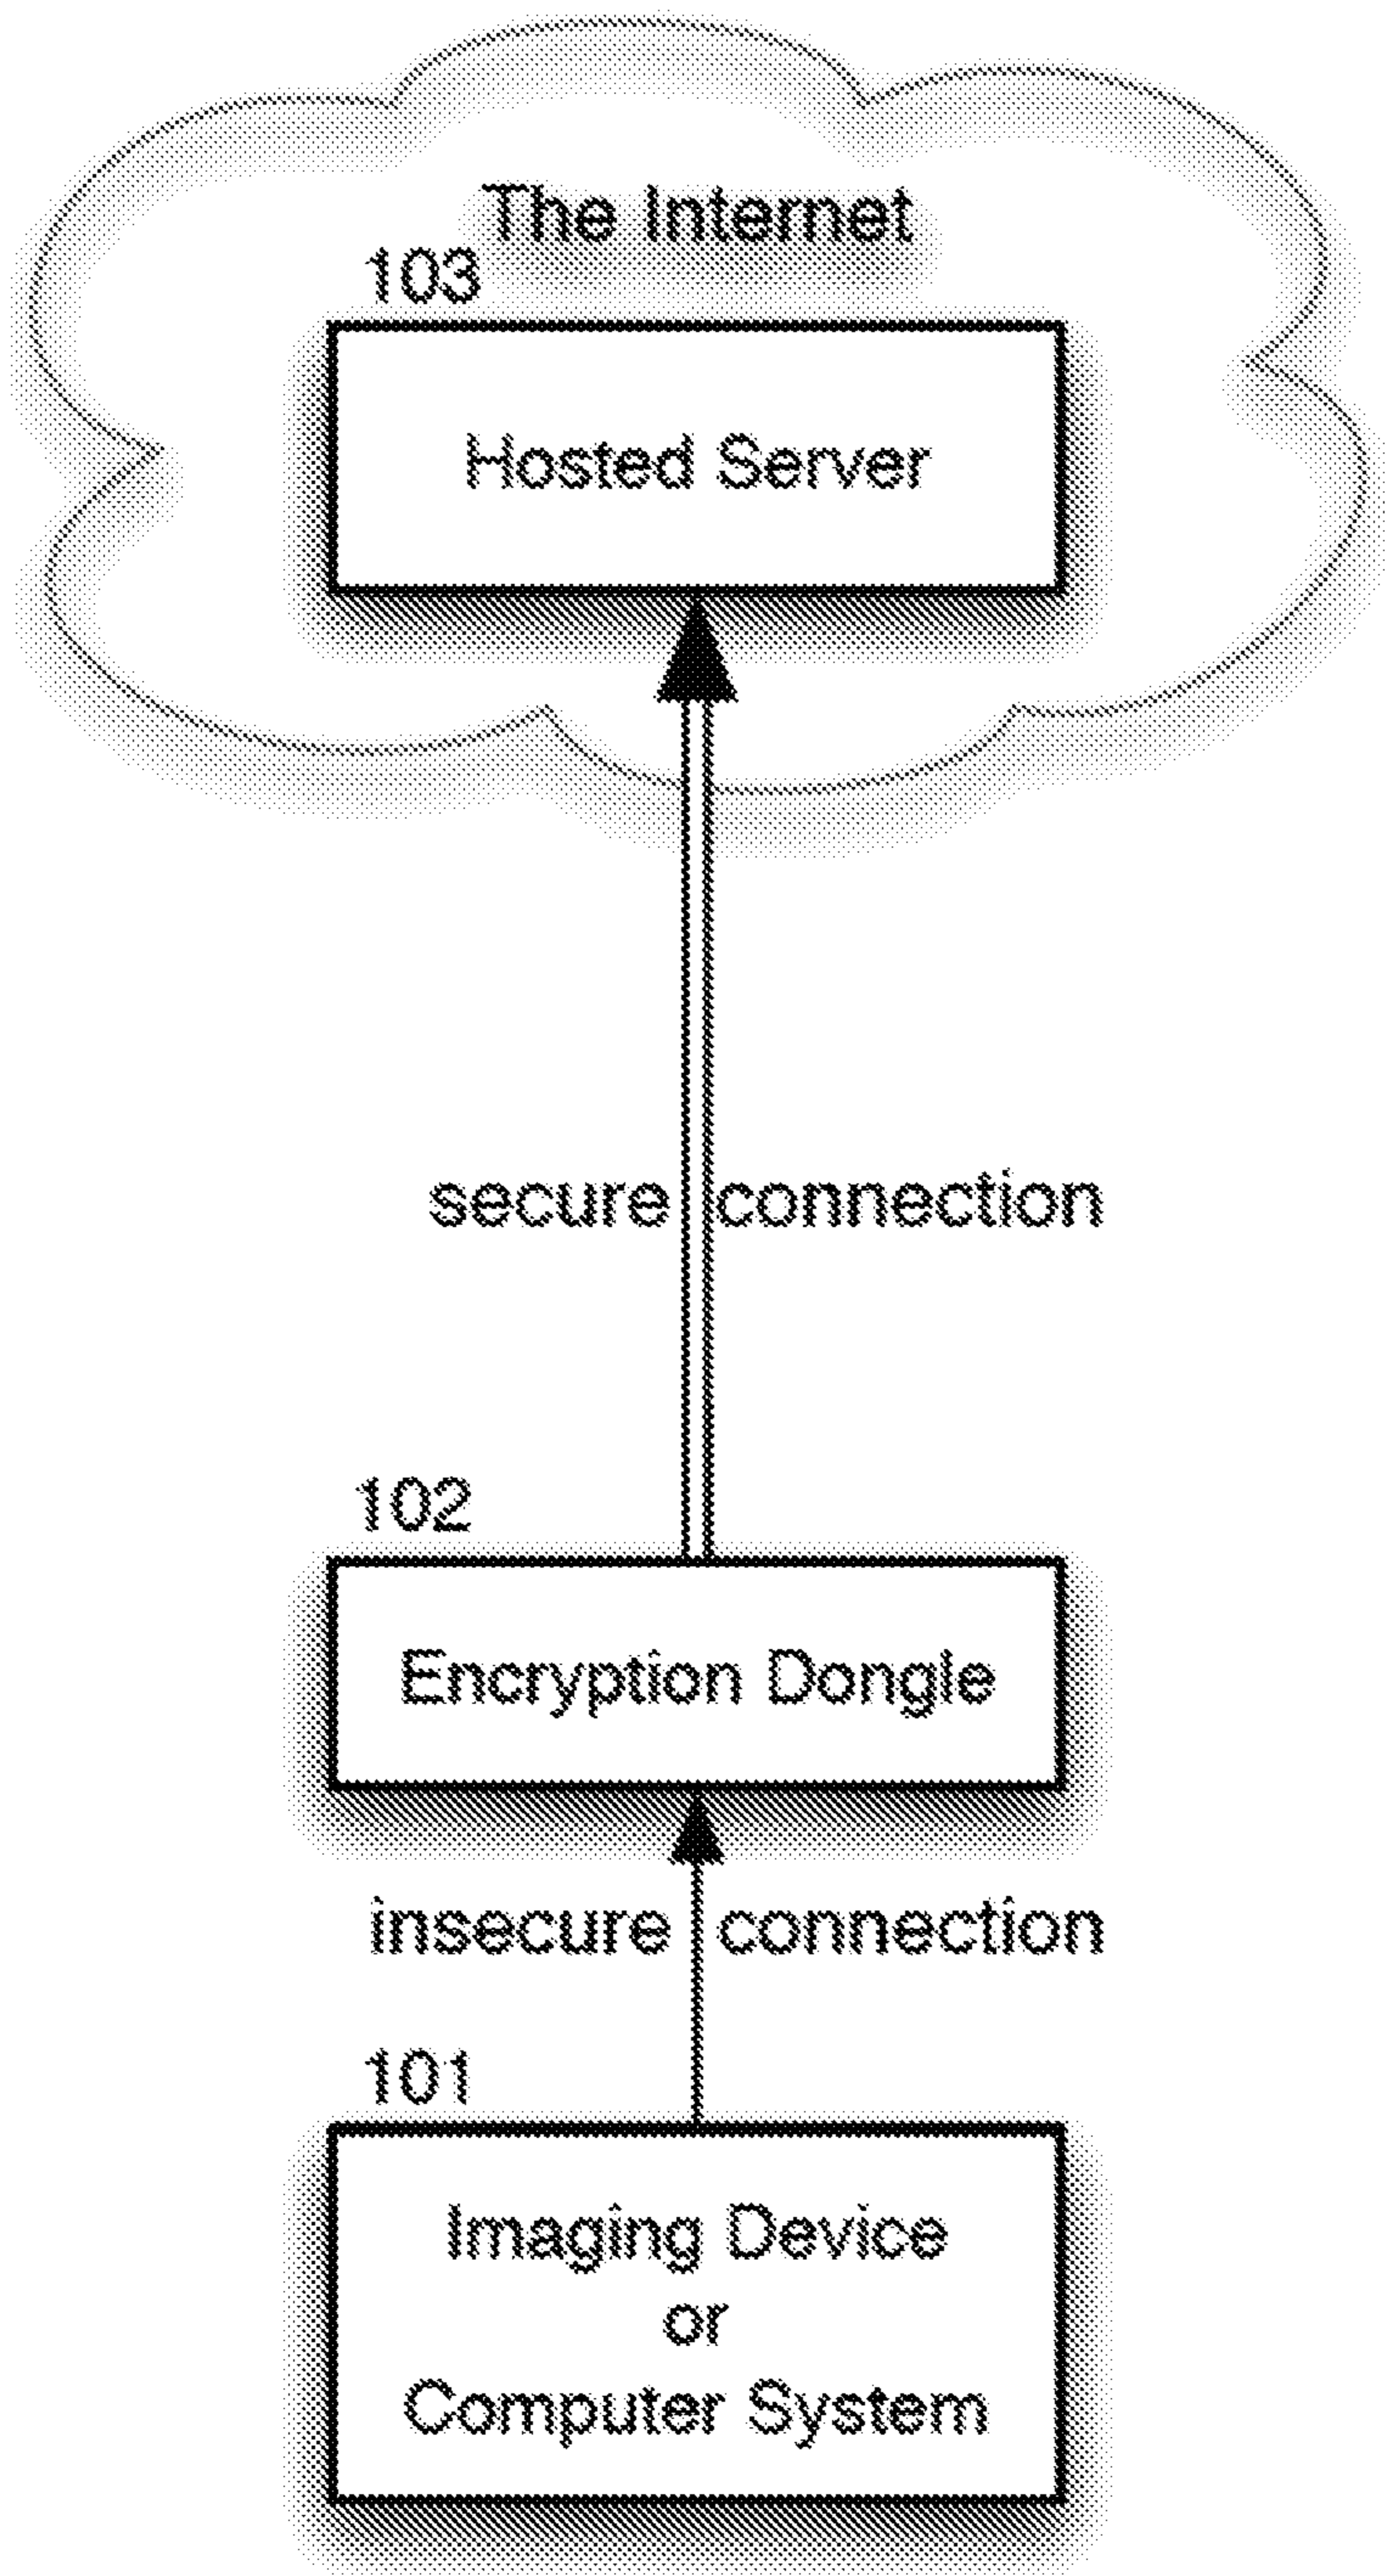 The Internet
103
Hosted Server
secure connection
102
Encryption Dongle
insecure connection
101
Imaging Device
or
Computer System